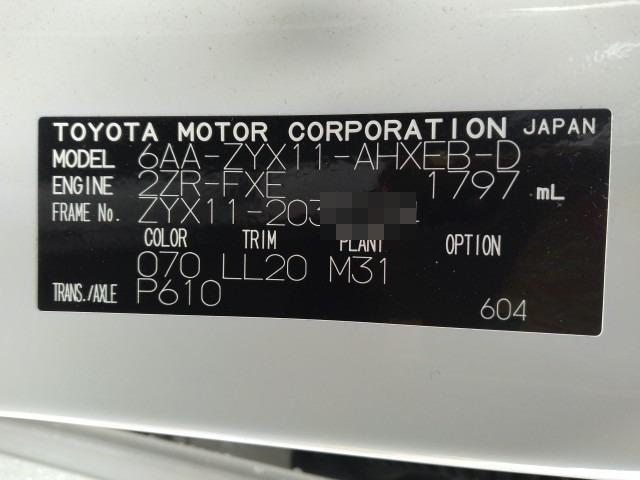 TOYOTA MOTOR CORPORATION JAPAN
MODEL 6AA-ZYX11-AHXEB-D
ENGINE 2ZR-FXE 1797 mL
FRAME No. ZYX11-203
COLOR TRIM PLANT OPTION
070 LL20 M31
TRANS./AXLE P610
604